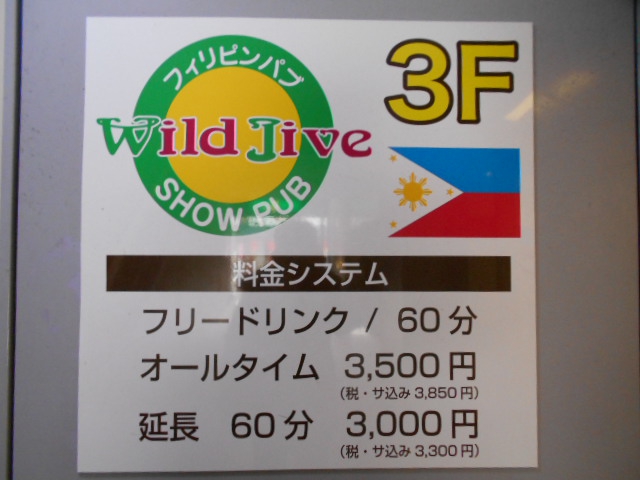 フィリピンパブ
Wild Jive
SHOW PUB
3F
料金システム
フリードリンク / 60分
オールタイム 3,500円
(税・サ込み 3,850円)
延長 60分 3,000円
(税・サ込み 3,300円)